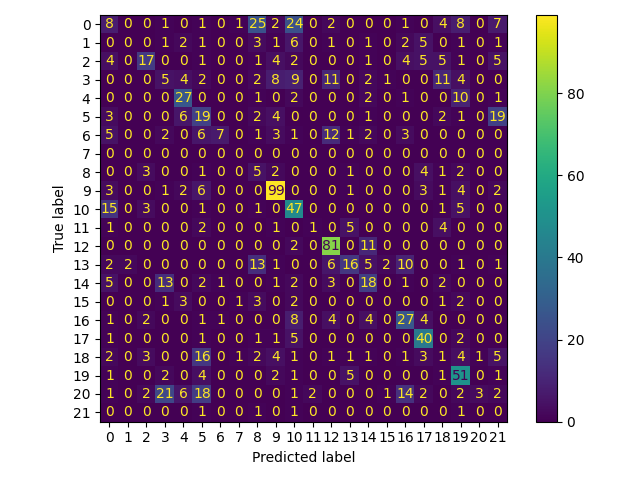 0 8 0 0 1 0 1 0 1 25 2 24 0 2 0 0 0 1 0 4 8 0 7
1 0 0 0 1 2 1 0 0 3 1 6 0 1 0 1 0 2 5 0 1 0 1
2 4 0 17 0 0 1 0 0 1 4 2 0 0 0 1 0 4 5 5 1 0 5
3 0 0 0 5 4 2 0 0 2 8 9 0 11 0 2 1 0 0 11 4 0 0
4 0 0 0 0 27 0 0 0 1 0 2 0 0 0 2 0 1 0 0 10 0 1
5 3 0 0 0 6 19 0 0 2 4 0 0 0 0 1 0 0 0 2 1 0 19
6 5 0 0 2 0 6 7 0 1 3 1 0 12 1 2 0 3 0 0 0 0 0
7 0 0 0 0 0 0 0 0 0 0 0 0 0 0 0 0 0 0 0 0 0 0
8 0 0 3 0 0 1 0 0 5 2 0 0 0 1 0 0 0 4 1 2 0 0
9 3 0 0 1 2 6 0 0 0 99 0 0 0 0 1 0 0 3 1 4 0 2
10 15 0 3 0 0 1 0 0 1 0 47 0 0 0 0 0 0 0 1 5 0 0
11 1 0 0 0 0 2 0 0 0 1 0 1 0 5 0 0 0 0 4 0 0 0
12 0 0 0 0 0 0 0 0 0 0 2 0 81 0 11 0 0 0 0 0 0 0
13 2 2 0 0 0 0 0 0 13 1 0 0 6 16 5 2 10 0 0 1 0 1
14 5 0 0 13 0 2 1 0 0 1 2 0 3 0 18 0 1 0 2 0 0 0
15 0 0 0 1 3 0 0 1 3 0 2 0 0 0 0 0 0 0 1 2 0 0
16 1 0 2 0 0 1 1 0 0 0 8 0 4 0 4 0 27 4 0 0 0 0
17 1 0 0 0 0 1 0 0 1 1 5 0 0 0 0 0 0 40 0 2 0 0
18 2 0 3 0 0 16 0 1 2 4 1 0 1 1 1 0 1 3 1 4 1 5
19 1 0 0 2 0 4 0 0 0 2 1 0 0 5 0 0 0 0 1 51 0 1
20 1 0 2 21 6 18 0 0 0 0 1 2 0 0 0 1 14 2 0 2 3 2
21 0 0 0 0 0 1 0 0 1 0 1 0 0 0 0 0 0 0 0 1 0 0
0 1 2 3 4 5 6 7 8 9 10 11 12 13 14 15 16 17 18 19 20 21
Predicted label
True label
80
60
40
20
0